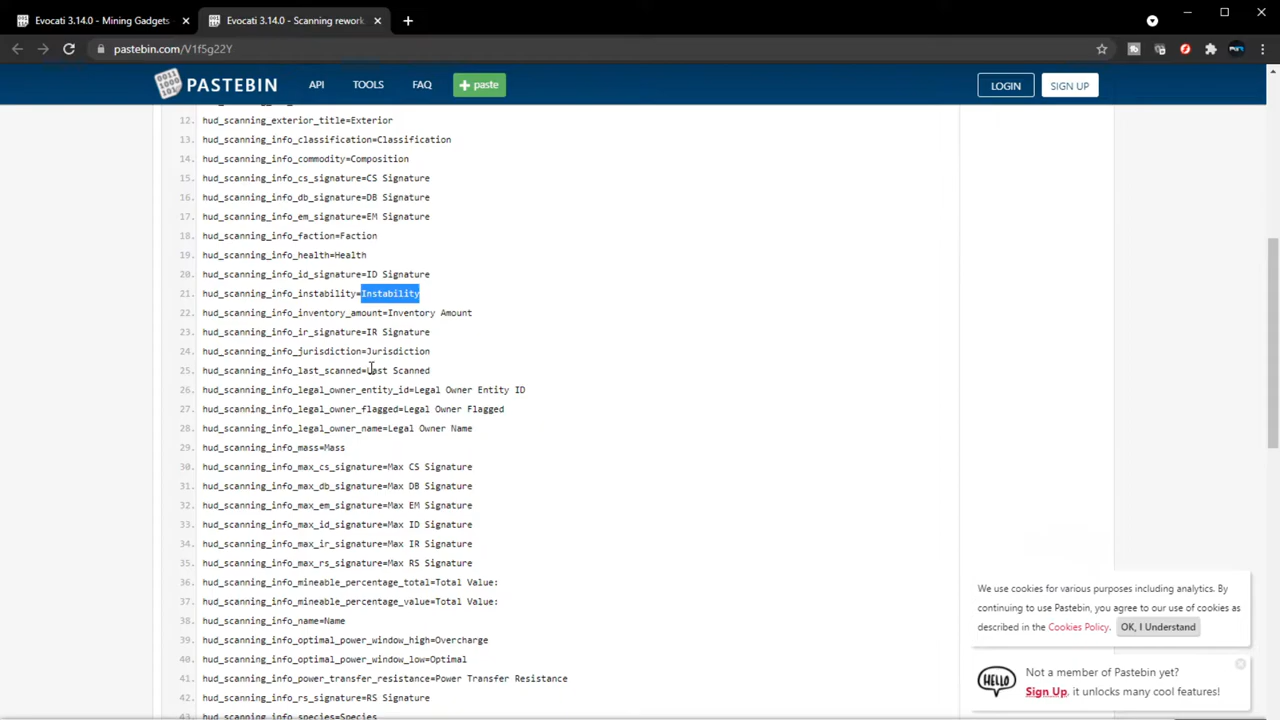 Evocati 3.14.0 - Mining Gadgets
Evocati 3.14.0 - Scanning rework
pastebin.com/V1f5g22Y
PASTEBIN
API
TOOLS
FAQ
paste
LOGIN
SIGN UP
12. hud_scanning_exterior_title=Exterior
13. hud_scanning_info_classification=Classification
14. hud_scanning_info_commodity=Composition
15. hud_scanning_info_cs_signature=CS Signature
16. hud_scanning_info_db_signature=DB Signature
17. hud_scanning_info_em_signature=EM Signature
18. hud_scanning_info_faction=Faction
19. hud_scanning_info_health=Health
20. hud_scanning_info_id_signature=ID Signature
21. hud_scanning_info_instability=Instability
22. hud_scanning_info_inventory_amount=Inventory Amount
23. hud_scanning_info_ir_signature=IR Signature
24. hud_scanning_info_jurisdiction=Jurisdiction
25. hud_scanning_info_last_scanned=Last Scanned
26. hud_scanning_info_legal_owner_entity_id=Legal Owner Entity ID
27. hud_scanning_info_legal_owner_flagged=Legal Owner Flagged
28. hud_scanning_info_legal_owner_name=Legal Owner Name
29. hud_scanning_info_mass=Mass
30. hud_scanning_info_max_cs_signature=Max CS Signature
31. hud_scanning_info_max_db_signature=Max DB Signature
32. hud_scanning_info_max_em_signature=Max EM Signature
33. hud_scanning_info_max_id_signature=Max ID Signature
34. hud_scanning_info_max_ir_signature=Max IR Signature
35. hud_scanning_info_max_rs_signature=Max RS Signature
36. hud_scanning_info_mineable_percentage_total=Total Value:
37. hud_scanning_info_mineable_percentage_value=Total Value:
38. hud_scanning_info_name=Name
39. hud_scanning_info_optimal_power_window_high=Overcharge
40. hud_scanning_info_optimal_power_window_low=Optimal
41. hud_scanning_info_power_transfer_resistance=Power Transfer Resistance
42. hud_scanning_info_rs_signature=RS Signature
43. hud_scanning_info_species=Species
We use cookies for various purposes including analytics. By
continuing to use Pastebin, you agree to our use of cookies as
described in the Cookies Policy. OK, I Understand
HELLO
Not a member of Pastebin yet?
Sign Up, it unlocks many cool features!